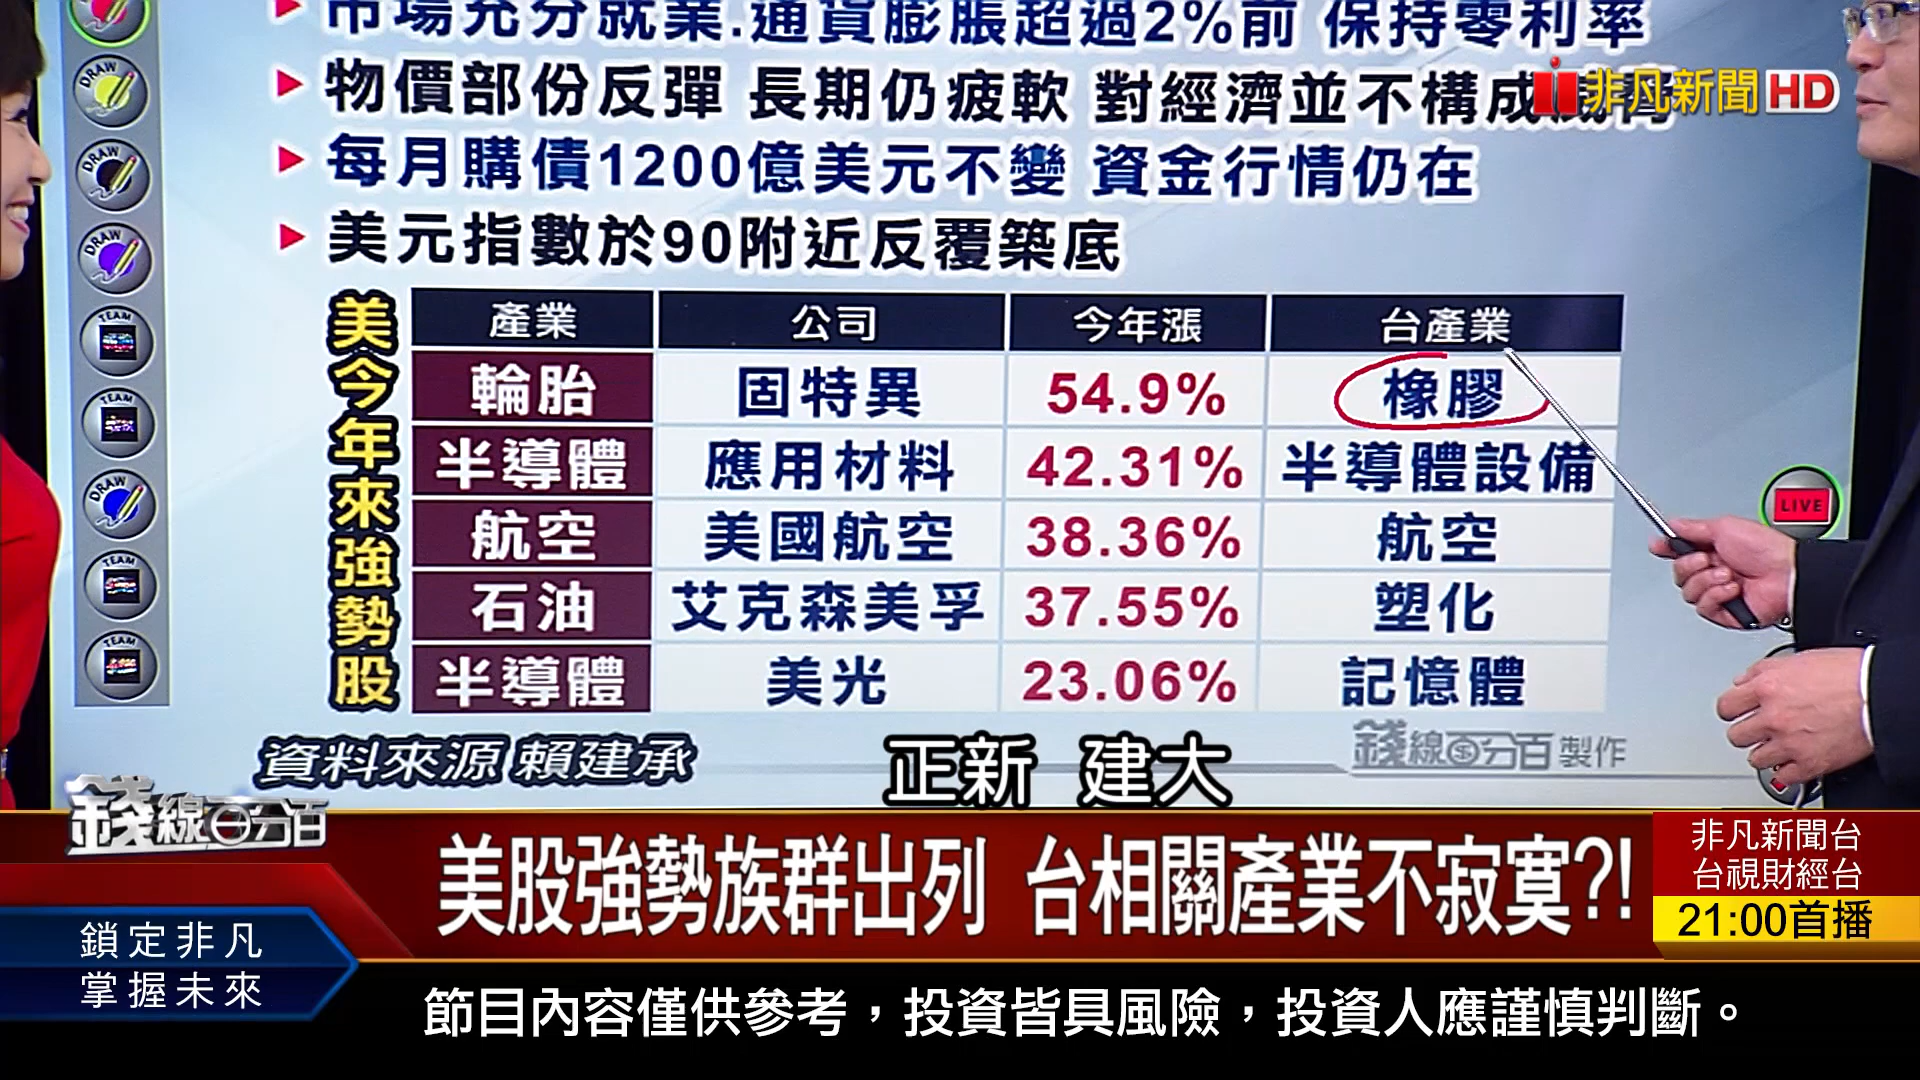 市場充分就業.通貨膨脹超過2%前 保持零利率
物價部份反彈 長期仍疲軟 對經濟並不構成
非凡新聞HD
每月購債1200億美元不變 資金行情仍在
美元指數於90附近反覆築底
美今年來強勢股
產業 公司 今年漲 台產業
輪胎 固特異 54.9% 橡膠
半導體 應用材料 42.31% 半導體設備
航空 美國航空 38.36% 航空
石油 艾克森美孚 37.55% 塑化
半導體 美光 23.06% 記憶體
DRAW
DRAW
DRAW
TEAM
TEAM
DRAW
TEAM
TEAM
LIVE
資料來源 賴建承
正新 建大
錢線百分百 製作
錢線百分百
美股強勢族群出列 台相關產業不寂寞?!
非凡新聞台
台視財經台
21:00首播
鎖定非凡
掌握未來
節目內容僅供參考，投資皆具風險，投資人應謹慎判斷。